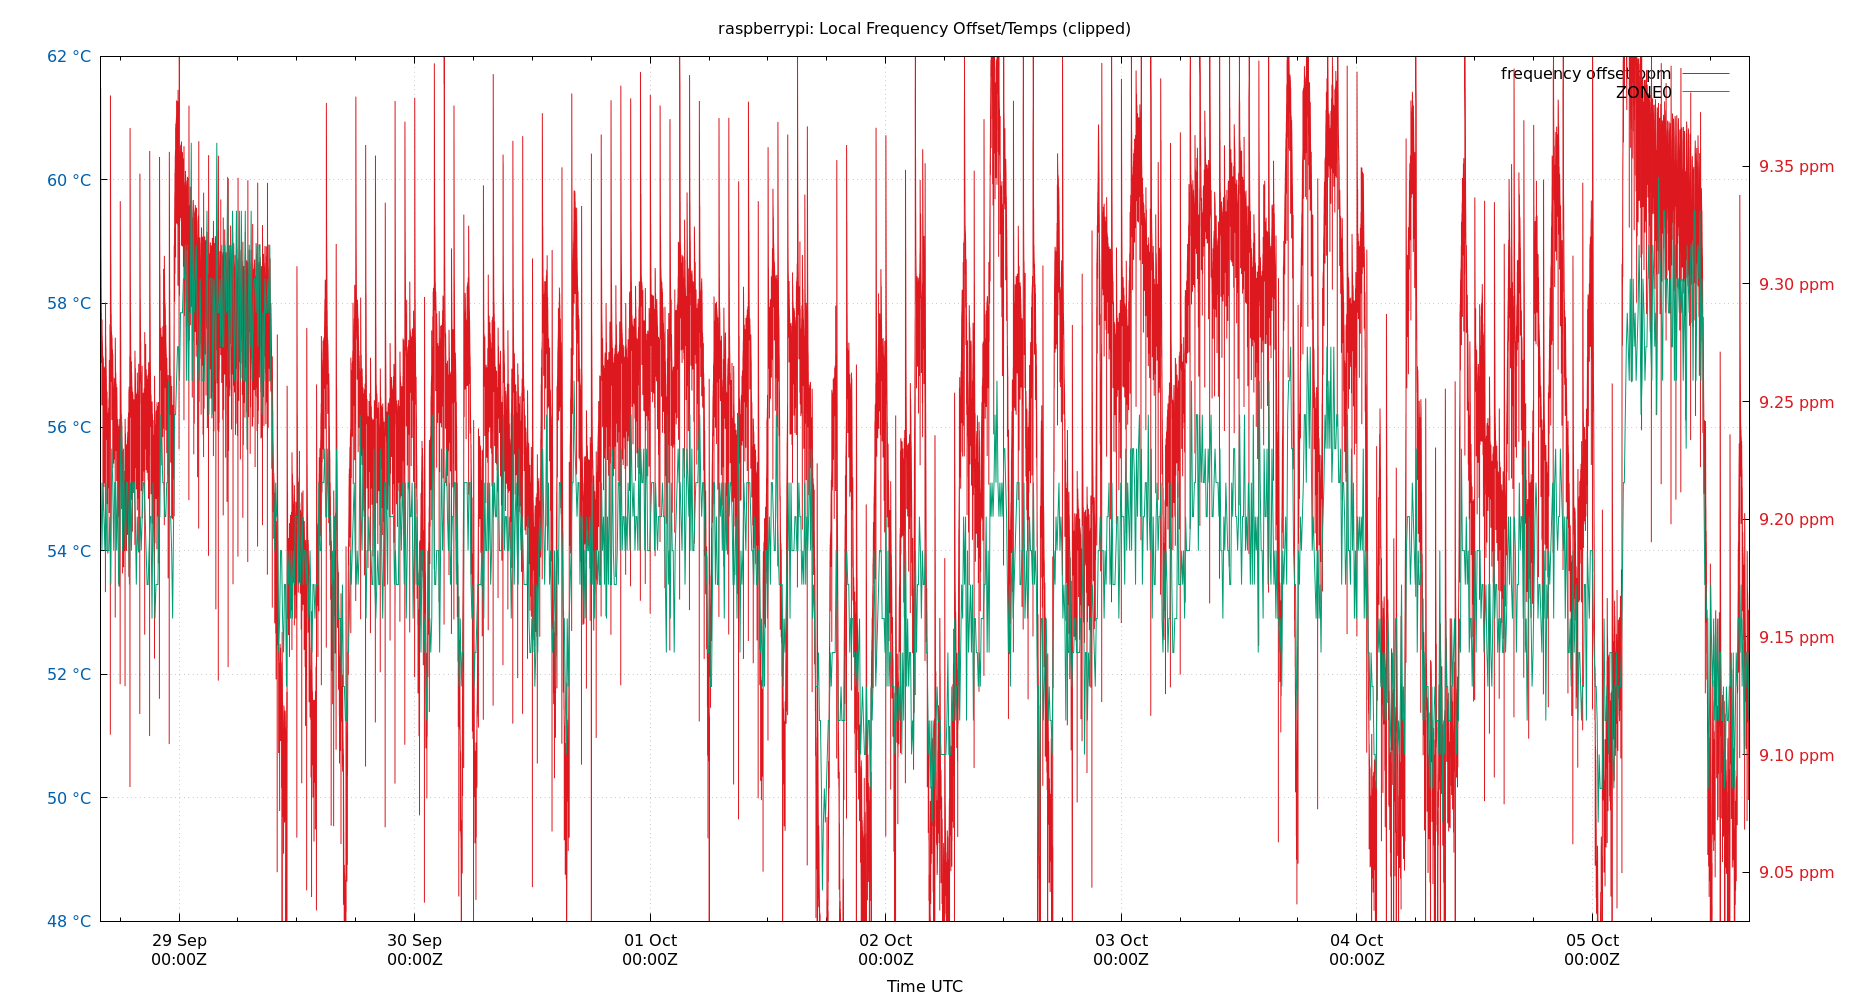 raspberrypi: Local Frequency Offset/Temps (clipped)
62 °C
60 °C
58 °C
56 °C
54 °C
52 °C
50 °C
48 °C
frequency offset ppm
ZONE0
9.35 ppm
9.30 ppm
9.25 ppm
9.20 ppm
9.15 ppm
9.10 ppm
9.05 ppm
29 Sep 30 Sep 01 Oct 02 Oct 03 Oct 04 Oct 05 Oct
00:00Z 00:00Z 00:00Z 00:00Z 00:00Z 00:00Z 00:00Z
Time UTC